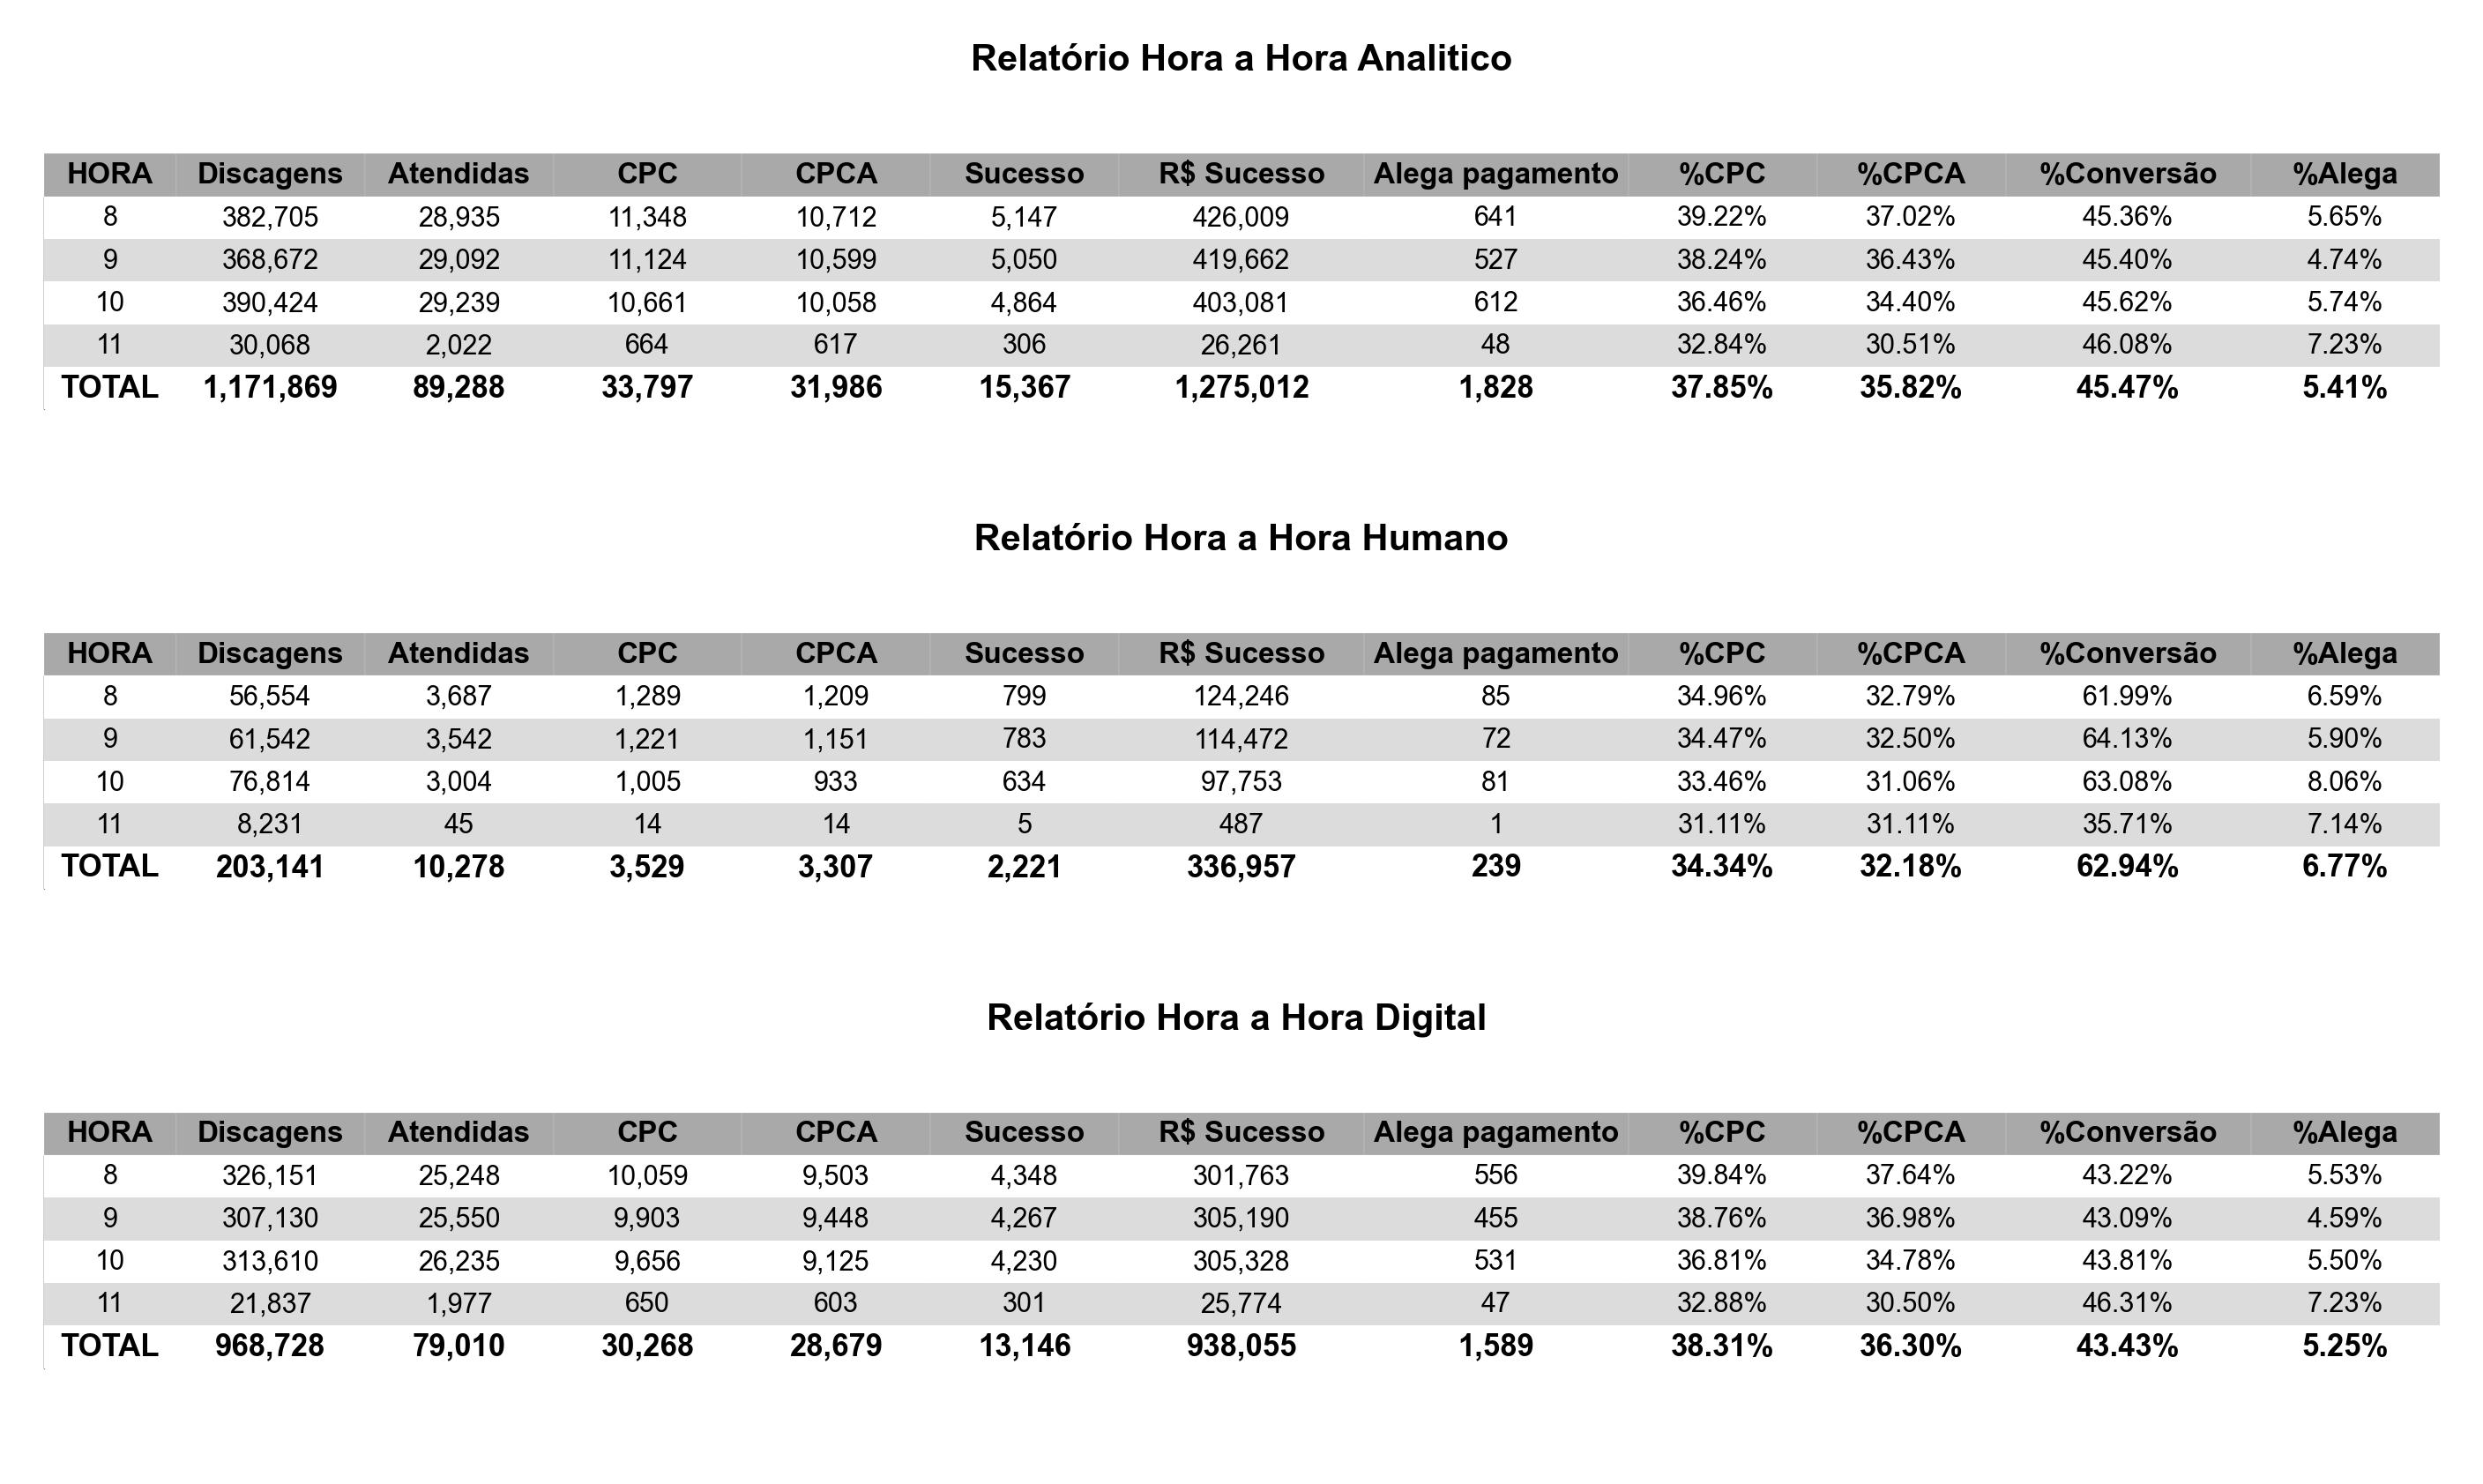 Relatório Hora a Hora Analitico
HORA Discagens Atendidas CPC CPCA Sucesso R$ Sucesso Alega pagamento %CPC %CPCA %Conversão %Alega
8 382,705 28,935 11,348 10,712 5,147 426,009 641 39.22% 37.02% 45.36% 5.65%
9 368,672 29,092 11,124 10,599 5,050 419,662 527 38.24% 36.43% 45.40% 4.74%
10 390,424 29,239 10,661 10,058 4,864 403,081 612 36.46% 34.40% 45.62% 5.74%
11 30,068 2,022 664 617 306 26,261 48 32.84% 30.51% 46.08% 7.23%
TOTAL 1,171,869 89,288 33,797 31,986 15,367 1,275,012 1,828 37.85% 35.82% 45.47% 5.41%
Relatório Hora a Hora Humano
HORA Discagens Atendidas CPC CPCA Sucesso R$ Sucesso Alega pagamento %CPC %CPCA %Conversão %Alega
8 56,554 3,687 1,289 1,209 799 124,246 85 34.96% 32.79% 61.99% 6.59%
9 61,542 3,542 1,221 1,151 783 114,472 72 34.47% 32.50% 64.13% 5.90%
10 76,814 3,004 1,005 933 634 97,753 81 33.46% 31.06% 63.08% 8.06%
11 8,231 45 14 14 5 487 1 31.11% 31.11% 35.71% 7.14%
TOTAL 203,141 10,278 3,529 3,307 2,221 336,957 239 34.34% 32.18% 62.94% 6.77%
Relatório Hora a Hora Digital
HORA Discagens Atendidas CPC CPCA Sucesso R$ Sucesso Alega pagamento %CPC %CPCA %Conversão %Alega
8 326,151 25,248 10,059 9,503 4,348 301,763 556 39.84% 37.64% 43.22% 5.53%
9 307,130 25,550 9,903 9,448 4,267 305,190 455 38.76% 36.98% 43.09% 4.59%
10 313,610 26,235 9,656 9,125 4,230 305,328 531 36.81% 34.78% 43.81% 5.50%
11 21,837 1,977 650 603 301 25,774 47 32.88% 30.50% 46.31% 7.23%
TOTAL 968,728 79,010 30,268 28,679 13,146 938,055 1,589 38.31% 36.30% 43.43% 5.25%